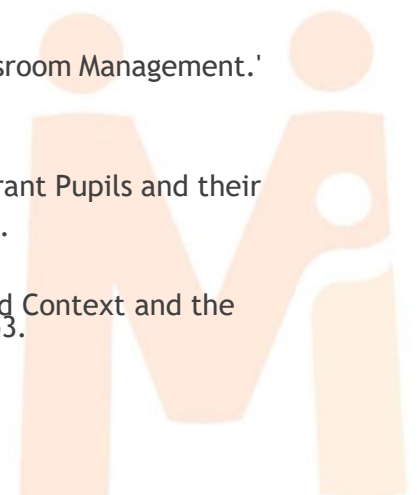 sroom Management.'
rant Pupils and their
.
d Context and the
3.